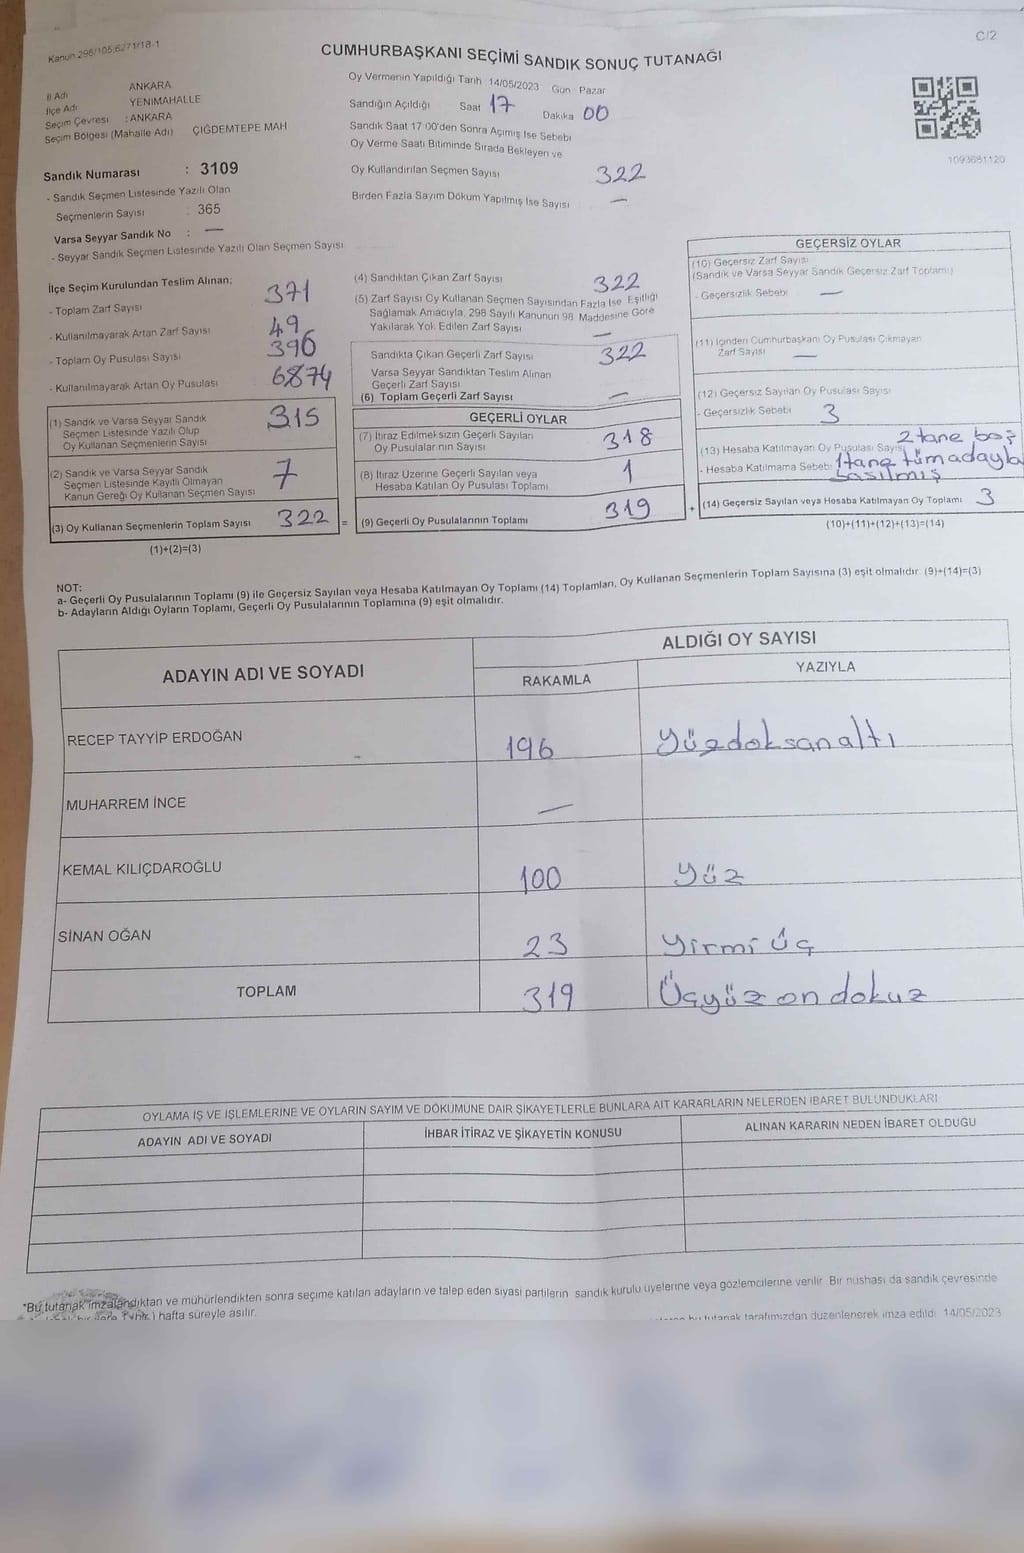 Kanun 298/105,6271/18-1
C/2
CUMHURBAŞKANI SEÇİMİ SANDIK SONUÇ TUTANAĞI
İl Adı ANKARA
İlçe Adı YENİMAHALLE
Seçim Çevresi : ANKARA
Seçim Bölgesi (Mahalle Adı) ÇİĞDEMTEPE MAH
Oy Vermenin Yapıldığı Tarih 14/05/2023 Gün Pazar
Sandığın Açıldığı Saat 17 Dakika 00
Sandık Saat 17 00'den Sonra Açımış İse Sebebi
Oy Verme Saati Bitiminde Sırada Bekleyen ve
Oy Kullandırılan Seçmen Sayısı 322
Birden Fazla Sayım Döküm Yapılmış İse Sayısı —
1093681120
Sandık Numarası : 3109
- Sandık Seçmen Listesinde Yazılı Olan
Seçmenlerin Sayısı : 365
Varsa Seyyar Sandık No : —
- Seyyar Sandık Seçmen Listesinde Yazılı Olan Seçmen Sayısı
İlçe Seçim Kurulundan Teslim Alınan;
- Toplam Zarf Sayısı 371
- Kullanılmayarak Artan Zarf Sayısı 49
- Toplam Oy Pusulası Sayısı 396
- Kullanılmayarak Artan Oy Pusulası 6874
(1) Sandık ve Varsa Seyyar Sandık
Seçmen Listesinde Yazılı Olup
Oy Kullanan Seçmenlerin Sayısı 315
(2) Sandık ve Varsa Seyyar Sandık
Seçmen Listesinde Kayıtlı Olmayan
Kanun Gereği Oy Kullanan Seçmen Sayısı 7
(3) Oy Kullanan Seçmenlerin Toplam Sayısı 322 =
(1)+(2)=(3)
(4) Sandıktan Çıkan Zarf Sayısı 322
(5) Zarf Sayısı Oy Kullanan Seçmen Sayısından Fazla İse Eşitliği
Sağlamak Amacıyla, 298 Sayılı Kanunun 98 Maddesine Göre
Yakılarak Yok Edilen Zarf Sayısı —
Sandıkta Çıkan Geçerli Zarf Sayısı 322
Varsa Seyyar Sandıktan Teslim Alınan
Geçerli Zarf Sayısı
(6) Toplam Geçerli Zarf Sayısı —
GEÇERLİ OYLAR
(7) İtiraz Edilmeksizin Geçerli Sayılan
Oy Pusulalarının Sayısı 318
(8) İtiraz Üzerine Geçerli Sayılan veya
Hesaba Katılan Oy Pusulası Toplamı 1
(9) Geçerli Oy Pusulalarının Toplamı 319 +
GEÇERSİZ OYLAR
(10) Geçersiz Zarf Sayısı
(Sandık ve Varsa Seyyar Sandık Geçersiz Zarf Toplamı)
- Geçersizlik Sebebi —
(11) İçinden Cumhurbaşkanı Oy Pusulası Çıkmayan
Zarf Sayısı —
(12) Geçersiz Sayılan Oy Pusulası Sayısı
- Geçersizlik Sebebi 3
(13) Hesaba Katılmayan Oy Pusulası Sayısı 2 tane boş
- Hesaba Katılmama Sebebi 1 tane tüm adayla
basılmış
(14) Geçersiz Sayılan veya Hesaba Katılmayan Oy Toplamı 3
(10)+(11)+(12)+(13)=(14)
NOT:
a- Geçerli Oy Pusulalarının Toplamı (9) ile Geçersiz Sayılan veya Hesaba Katılmayan Oy Toplamı (14) Toplamları, Oy Kullanan Seçmenlerin Toplam Sayısına (3) eşit olmalıdır. (9)+(14)=(3)
b- Adayların Aldığı Oyların Toplamı, Geçerli Oy Pusulalarının Toplamına (9) eşit olmalıdır.
ADAYIN ADI VE SOYADI ALDIĞI OY SAYISI
RAKAMLA YAZIYLA
RECEP TAYYİP ERDOĞAN 196 Yüzdoksanaltı
MUHARREM İNCE —
KEMAL KILIÇDAROĞLU 100 Yüz
SİNAN OĞAN 23 Yirmi üç
TOPLAM 319 Üçyüz on dokuz
OYLAMA İŞ VE İŞLEMLERİNE VE OYLARIN SAYIM VE DÖKÜMÜNE DAİR ŞİKAYETLERLE BUNLARA AİT KARARLARIN NELERDEN İBARET BULUNDUKLARI
ADAYIN ADI VE SOYADI İHBAR İTİRAZ VE ŞİKAYETİN KONUSU ALINAN KARARIN NEDEN İBARET OLDUĞU
"Bu tutanak imzalandıktan ve mühürlendikten sonra seçime katılan adayların ve talep eden siyasi partilerin sandık kurulu üyelerine veya gözlemcilerine verilir. Bir nüshası da sandık çevresinde
hafta süreyle asılır. bu tutanak tarafımızdan düzenlenerek imza edildi 14/05/2023